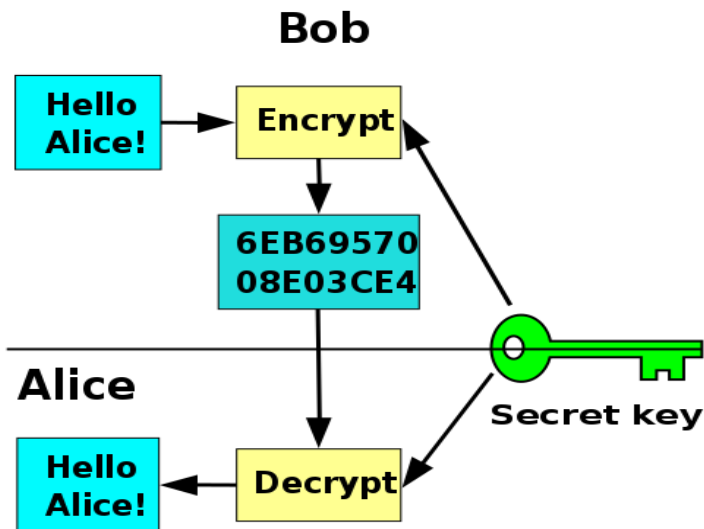 Bob
Hello
Alice!
Encrypt
6EB69570
08E03CE4
Alice
Secret key
Hello
Alice!
Decrypt